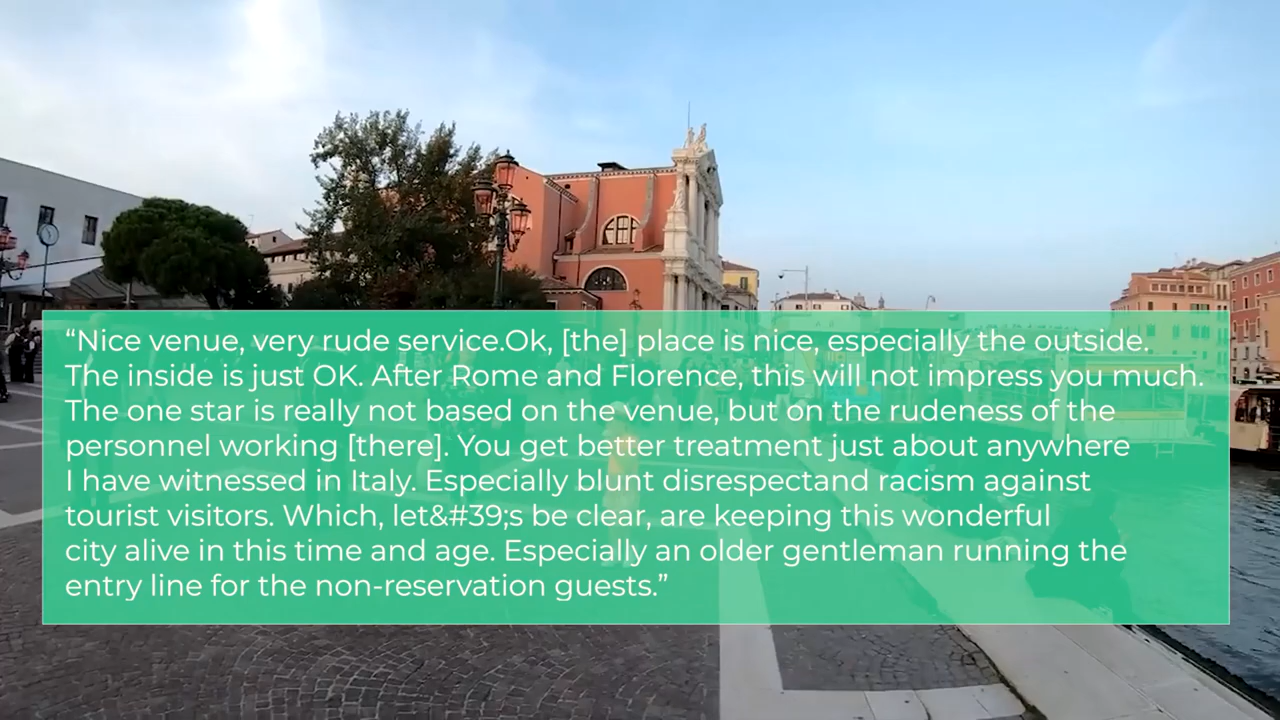 “Nice venue, very rude service.Ok, [the] place is nice, especially the outside.
The inside is just OK. After Rome and Florence, this will not impress you much.
The one star is really not based on the venue, but on the rudeness of the
personnel working [there]. You get better treatment just about anywhere
I have witnessed in Italy. Especially blunt disrespectand racism against
tourist visitors. Which, let&#39;s be clear, are keeping this wonderful
city alive in this time and age. Especially an older gentleman running the
entry line for the non-reservation guests.”